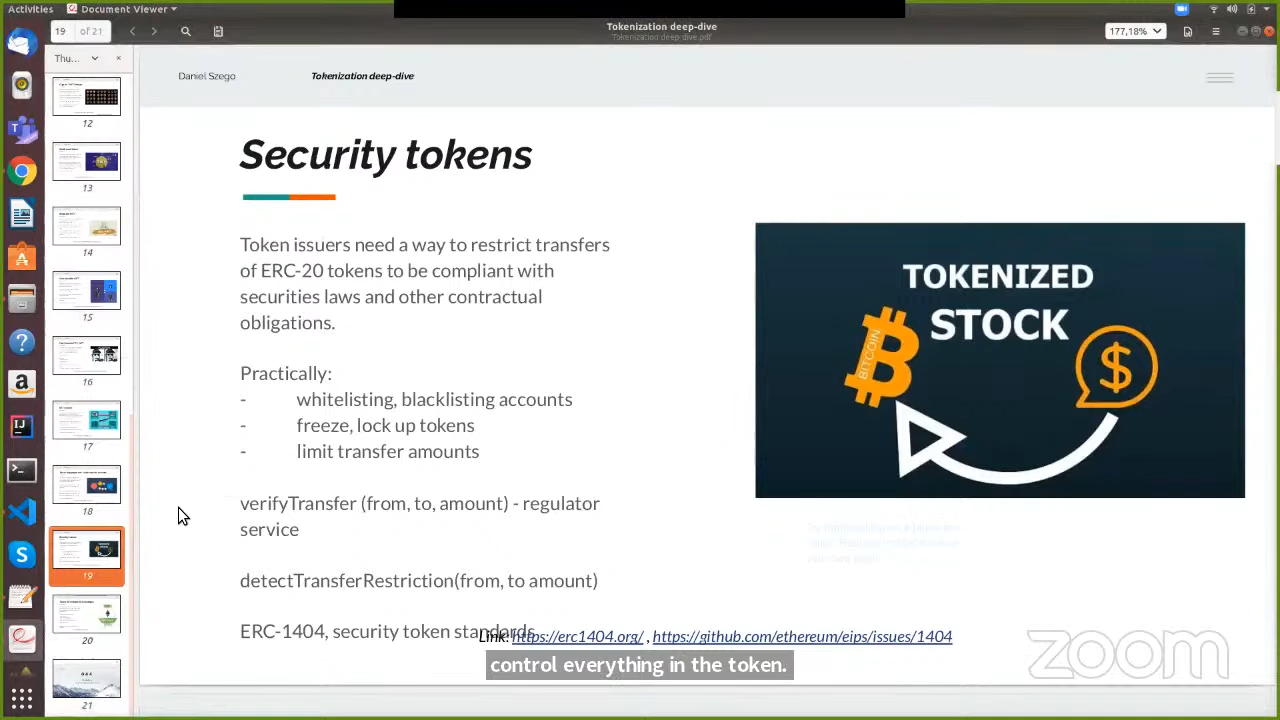 Activities
Document Viewer
19
of 21
Tokenization deep-dive
Tokenization deep dive.pdf
177,18%
Thu...
12
13
14
15
16
17
18
19
20
21
Daniel Szego
Tokenization deep-dive
Security tokens
Token issuers need a way to restrict transfers
of ERC-20 tokens to be compliant with
securities laws and other contractual
obligations.
Practically:
- whitelisting, blacklisting accounts
- freeze, lock up tokens
- limit transfer amounts
verifyTransfer (from, to, amount) - regulator
service
detectTransferRestriction(from, to amount)
ERC-1404, security token standards
Link: https://erc1404.org/ , https://github.com/ethereum/eips/issues/1404
TOKENIZED
STOCK
BITCOIN
control everything in the token.
zoom